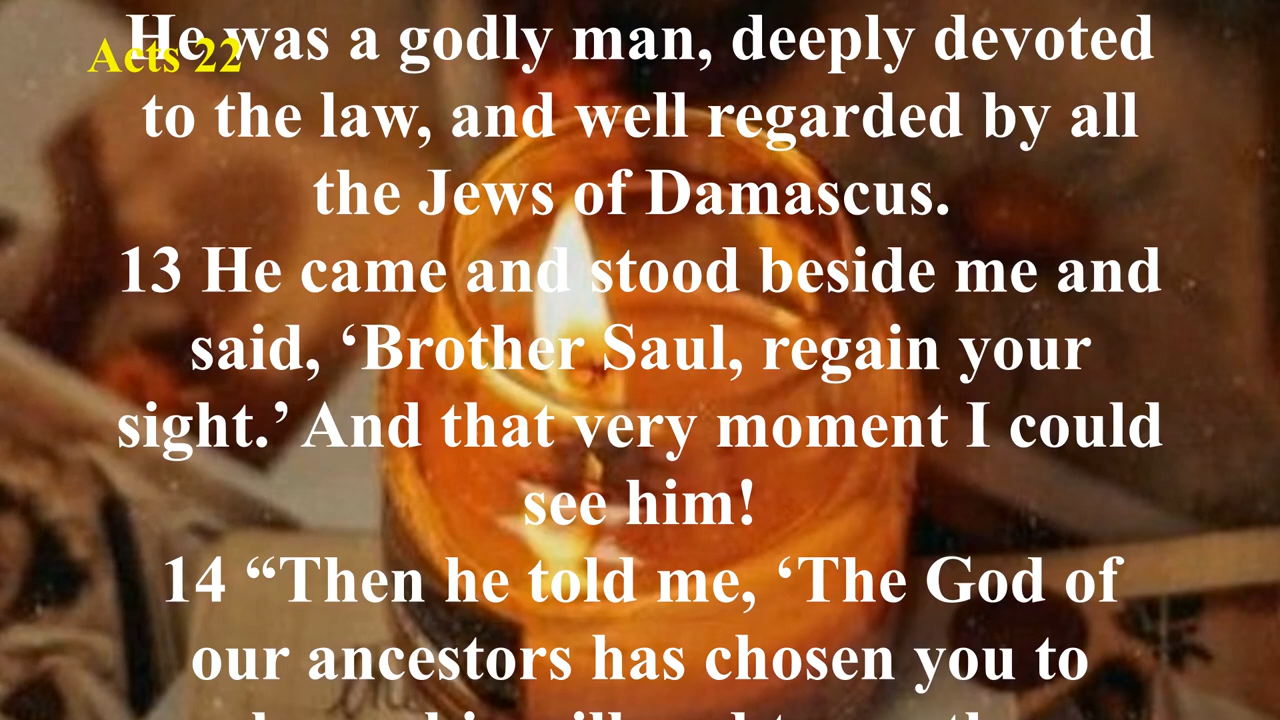 Acts 22
He was a godly man, deeply devoted
to the law, and well regarded by all
the Jews of Damascus.
13 He came and stood beside me and
said, ‘Brother Saul, regain your
sight.’ And that very moment I could
see him!
14 “Then he told me, ‘The God of
our ancestors has chosen you to